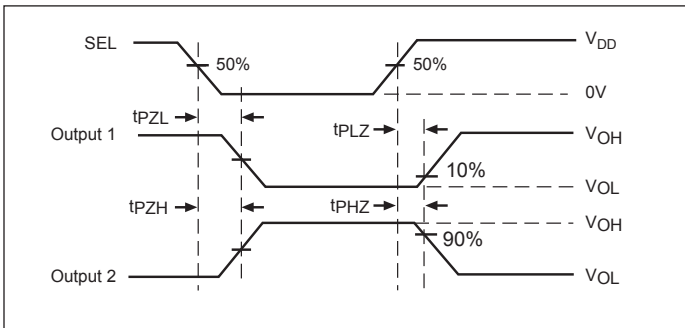 SEL
50%
50%
VDD
0V
tPZL
tPLZ
Output 1
VOH
10%
VOL
tPZH
tPHZ
VOH
90%
Output 2
VOL